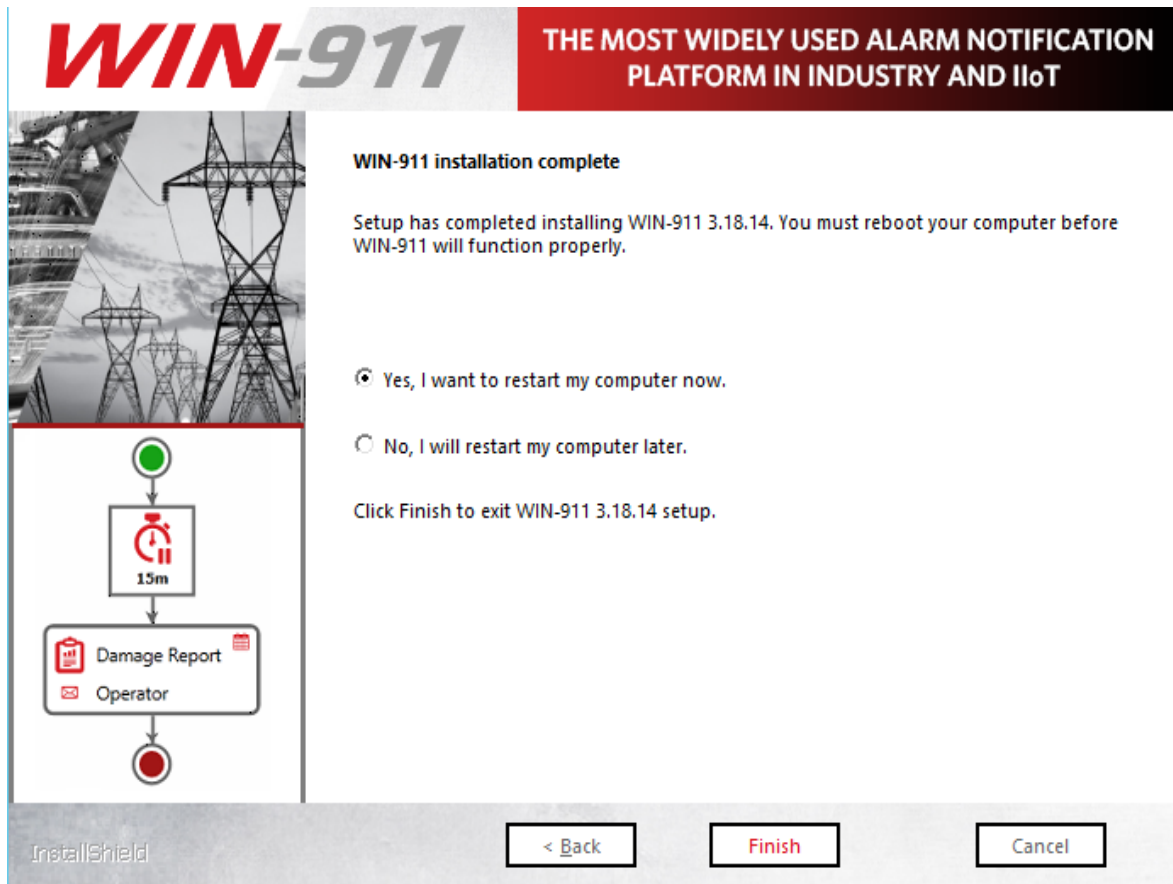 WIN-911
THE MOST WIDELY USED ALARM NOTIFICATION
PLATFORM IN INDUSTRY AND IIoT
WIN-911 installation complete
Setup has completed installing WIN-911 3.18.14. You must reboot your computer before
WIN-911 will function properly.
Yes, I want to restart my computer now.
No, I will restart my computer later.
Click Finish to exit WIN-911 3.18.14 setup.
15m
Damage Report
Operator
InstallShield
< Back
Finish
Cancel